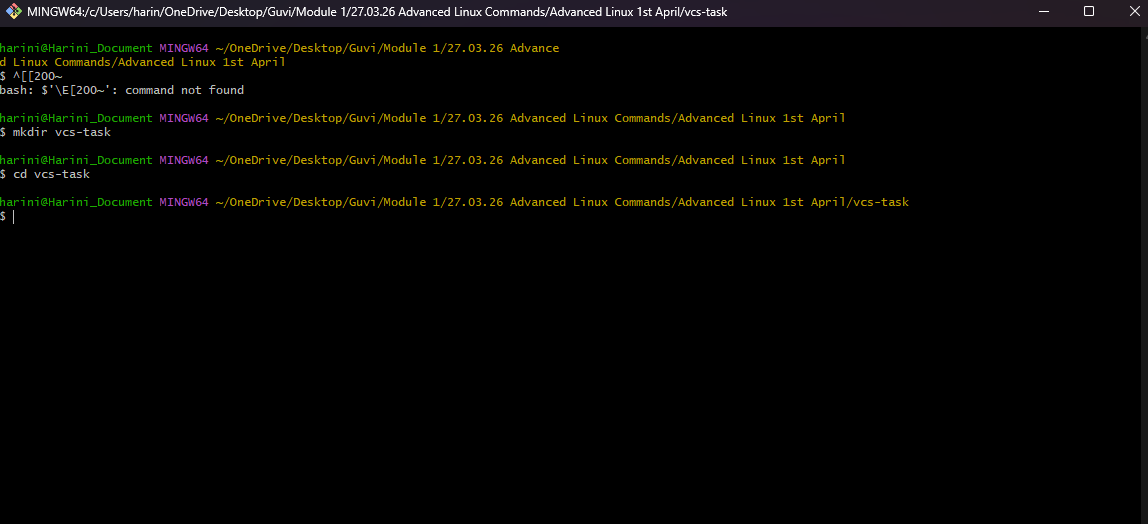 MINGW64:/c/Users/harin/OneDrive/Desktop/Guvi/Module 1/27.03.26 Advanced Linux Commands/Advanced Linux 1st April/vcs-task
harini@Harini_Document MINGW64 ~/OneDrive/Desktop/Guvi/Module 1/27.03.26 Advance
d Linux Commands/Advanced Linux 1st April
$ ^[[200~
bash: $'\E[200~': command not found
harini@Harini_Document MINGW64 ~/OneDrive/Desktop/Guvi/Module 1/27.03.26 Advanced Linux Commands/Advanced Linux 1st April
$ mkdir vcs-task
harini@Harini_Document MINGW64 ~/OneDrive/Desktop/Guvi/Module 1/27.03.26 Advanced Linux Commands/Advanced Linux 1st April
$ cd vcs-task
harini@Harini_Document MINGW64 ~/OneDrive/Desktop/Guvi/Module 1/27.03.26 Advanced Linux Commands/Advanced Linux 1st April/vcs-task
$